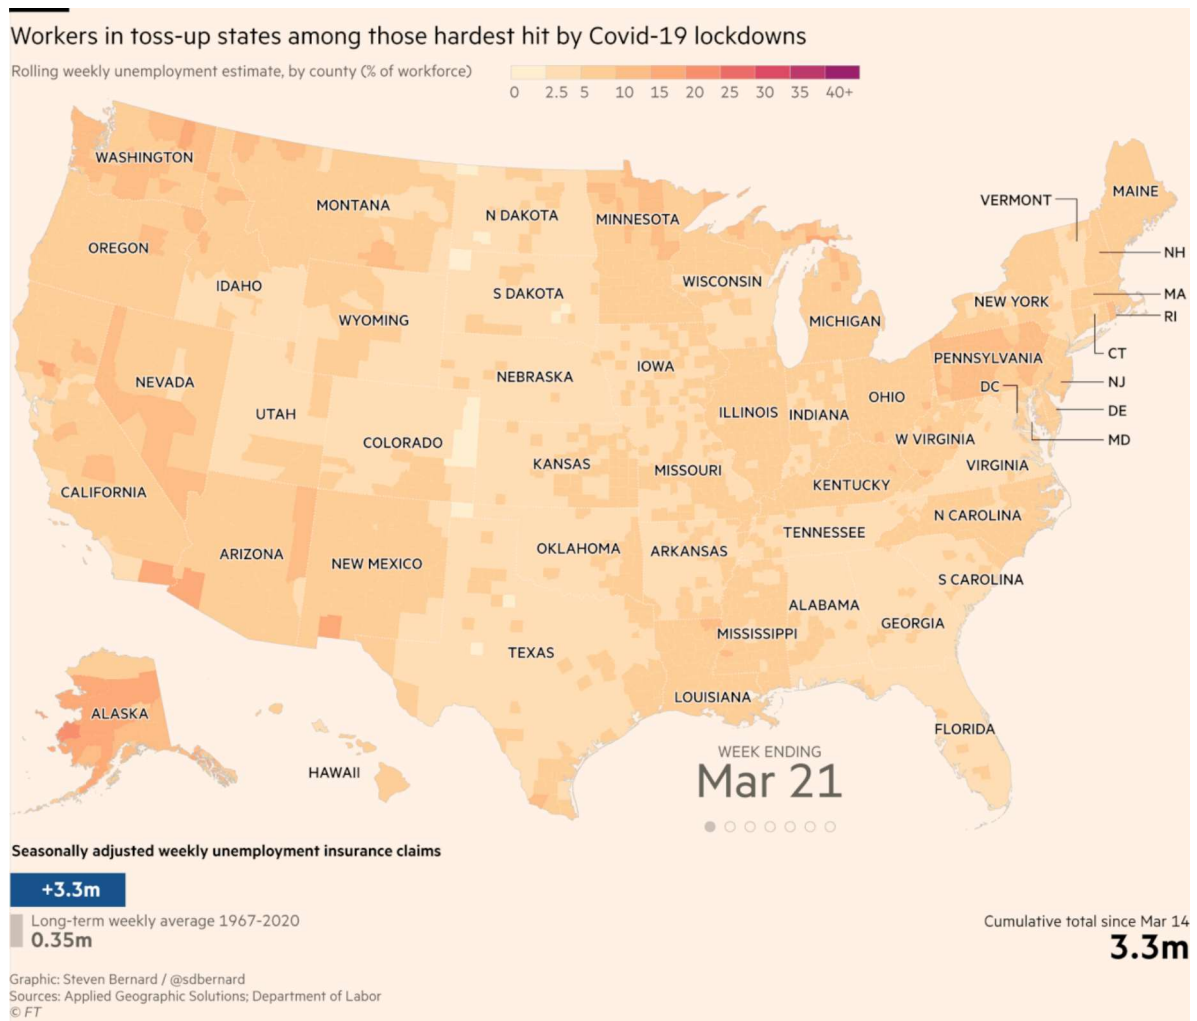 Workers in toss-up states among those hardest hit by Covid-19 lockdowns
Rolling weekly unemployment estimate, by county (% of workforce)
0 2.5 5 10 15 20 25 30 35 40+
WASHINGTON
MONTANA
N DAKOTA
MINNESOTA
VERMONT
MAINE
OREGON
NH
IDAHO
S DAKOTA
WISCONSIN
MA
NEW YORK
RI
WYOMING
MICHIGAN
CT
PENNSYLVANIA
IOWA
NEBRASKA
NEVADA
DC
NJ
OHIO
DE
UTAH
ILLINOIS
INDIANA
COLORADO
W VIRGINIA
MD
KANSAS
MISSOURI
VIRGINIA
KENTUCKY
CALIFORNIA
N CAROLINA
TENNESSEE
ARIZONA
OKLAHOMA
ARKANSAS
NEW MEXICO
S CAROLINA
ALABAMA
GEORGIA
MISSISSIPPI
TEXAS
LOUISIANA
ALASKA
FLORIDA
HAWAII
WEEK ENDING
Mar 21
Seasonally adjusted weekly unemployment insurance claims
+3.3m
Long-term weekly average 1967-2020
0.35m
Cumulative total since Mar 14
3.3m
Graphic: Steven Bernard / @sdbernard
Sources: Applied Geographic Solutions; Department of Labor
© FT